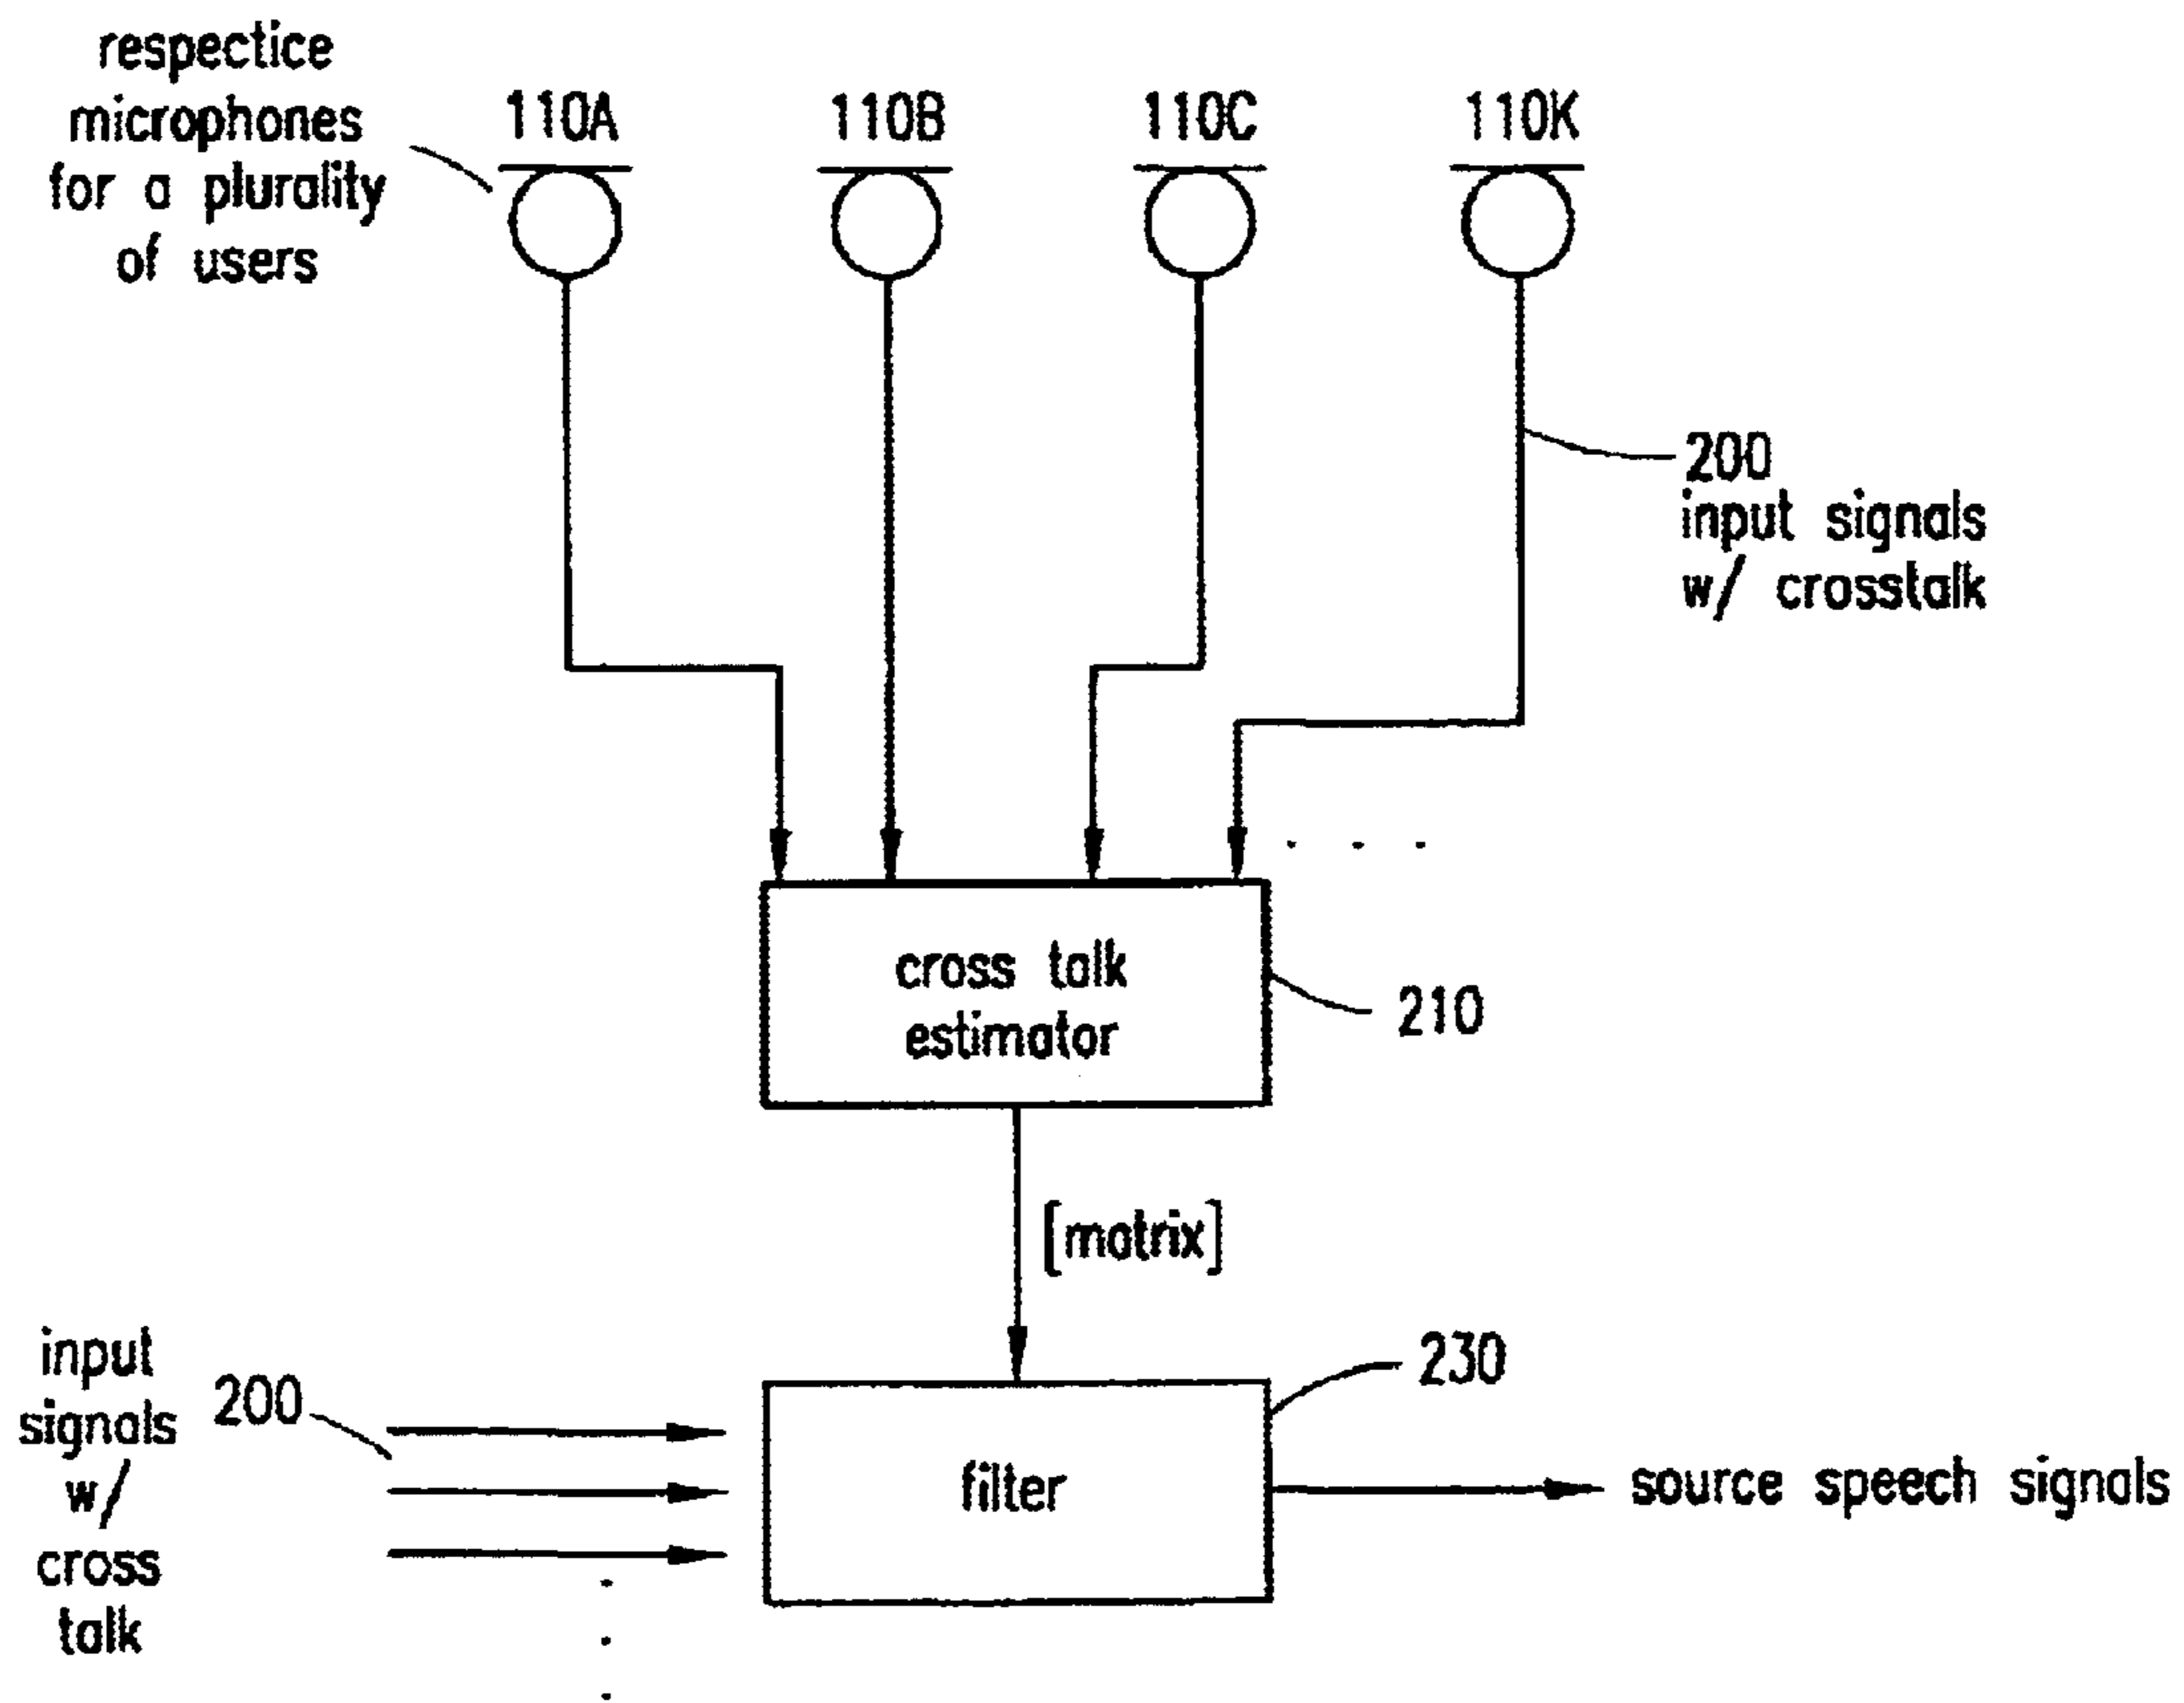 respectice
microphones
for a plurality
of users
110A
110B
110C
110K
200
input signals
w/ crosstalk
cross talk
estimator
210
[matrix]
input
signals
w/
cross
talk
200
230
filter
source speech signals